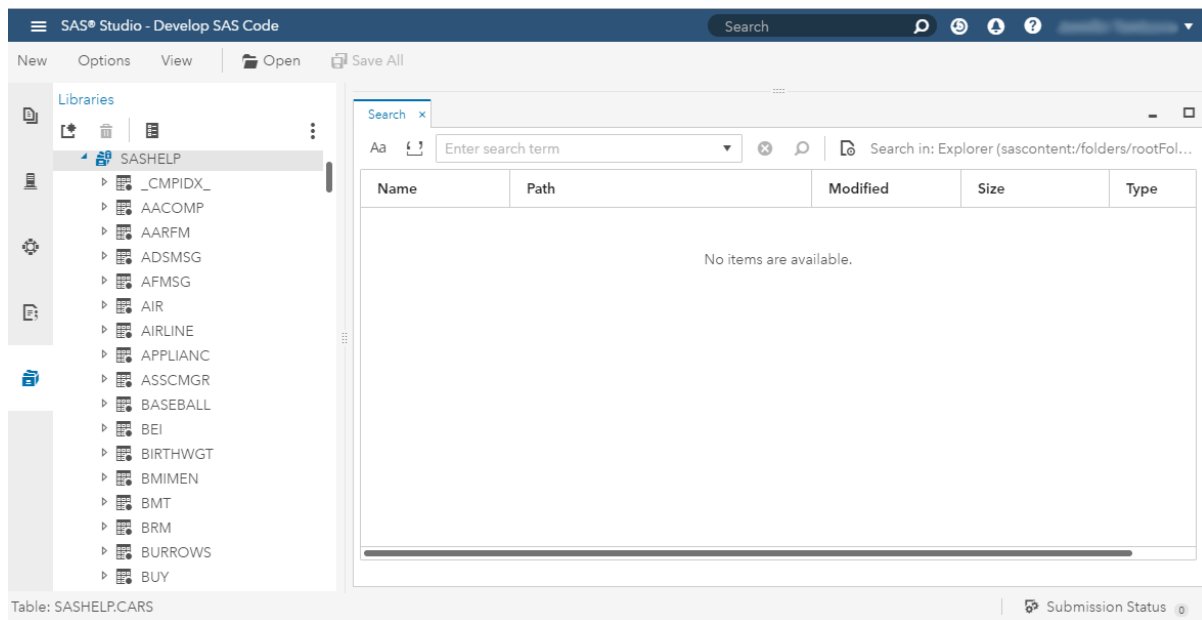 SAS® Studio - Develop SAS Code
Search
New Options View Open Save All
Libraries
SASHELP
_CMPIDX_
AACOMP
AARFM
ADSMSG
AFMSG
AIR
AIRLINE
APPLIANC
ASSCMGR
BASEBALL
BEI
BIRTHWGT
BMIMEN
BMT
BRM
BURROWS
BUY
Search ×
Aa Enter search term Search in: Explorer (sascontent:/folders/rootFol...
Name Path Modified Size Type
No items are available.
Table: SASHELP.CARS
Submission Status 0